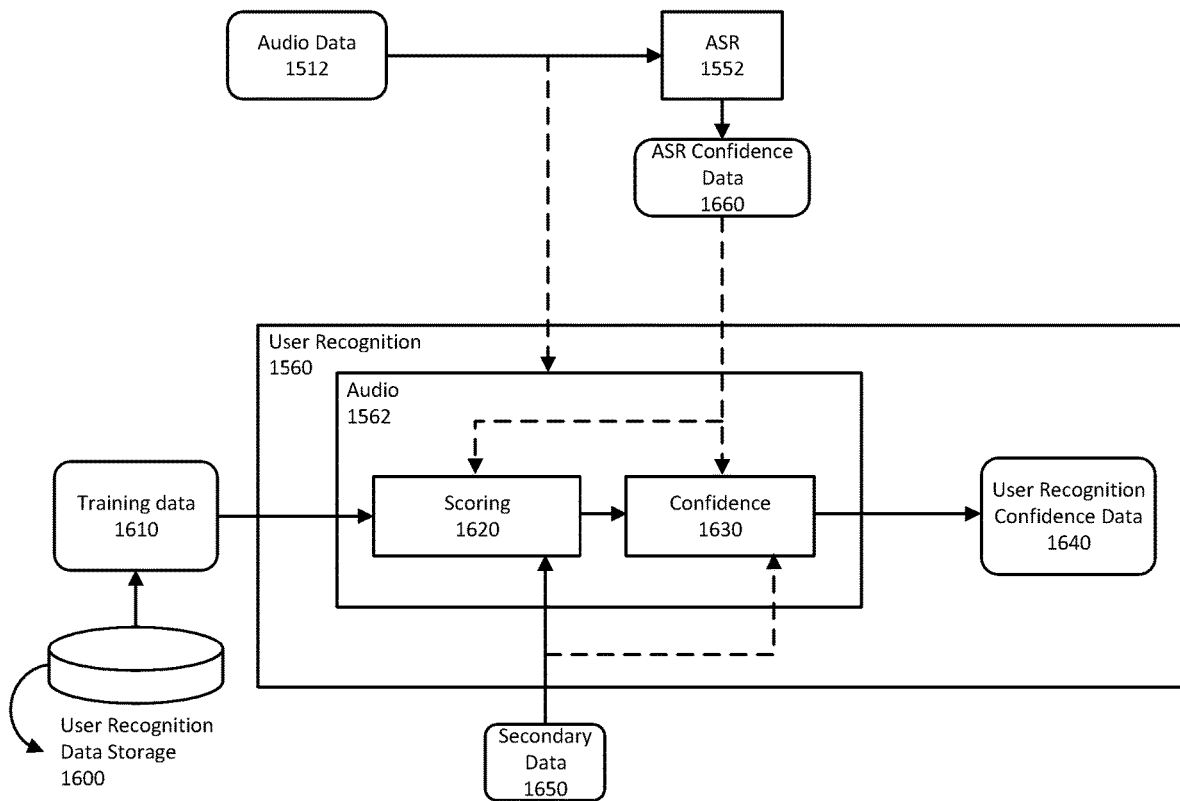 Audio Data
1512
ASR
1552
ASR Confidence
Data
1660
User Recognition
1560
Audio
1562
Training data
1610
Scoring
1620
Confidence
1630
User Recognition
Confidence Data
1640
User Recognition
Data Storage
1600
Secondary
Data
1650